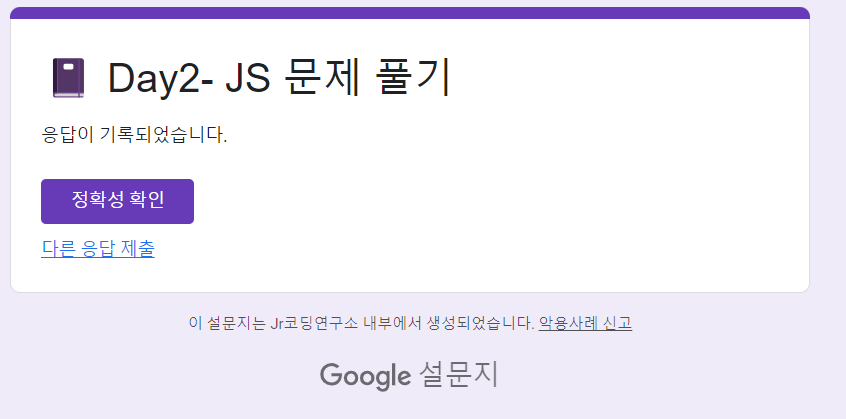 Day2- JS 문제 풀기
응답이 기록되었습니다.
정확성 확인
다른 응답 제출
이 설문지는 Jr코딩연구소 내부에서 생성되었습니다. 악용사례 신고
Google 설문지